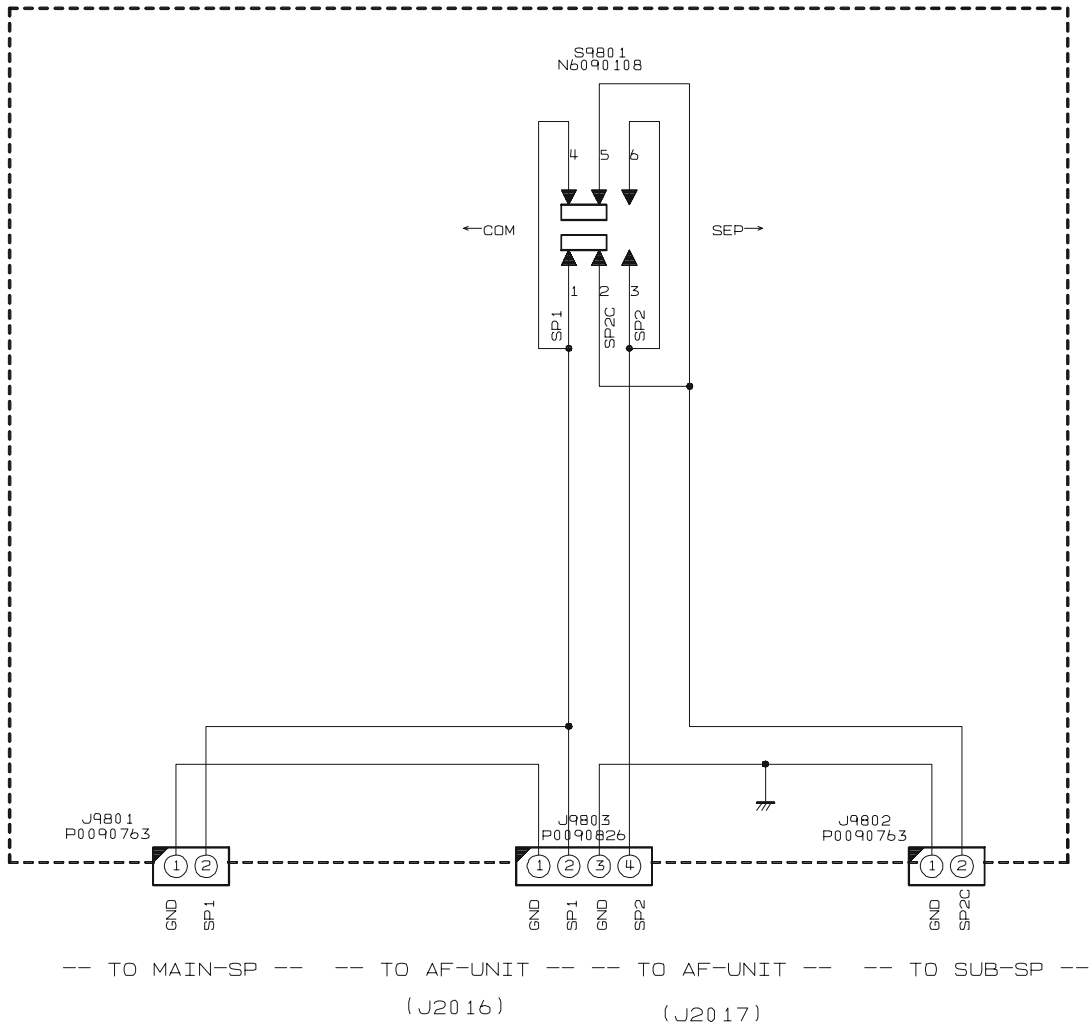 S9801
N6090108
4 5 6
←COM SEP→
1 2 3
SP1 SP2C SP2
J9801
P0090763
J9803
P0090826
J9802
P0090763
1 2 1 2 3 4 1 2
GND SP1 GND SP1 GND SP2 GND SP2C
-- TO MAIN-SP -- -- TO AF-UNIT -- -- TO AF-UNIT -- -- TO SUB-SP --
(J2016) (J2017)